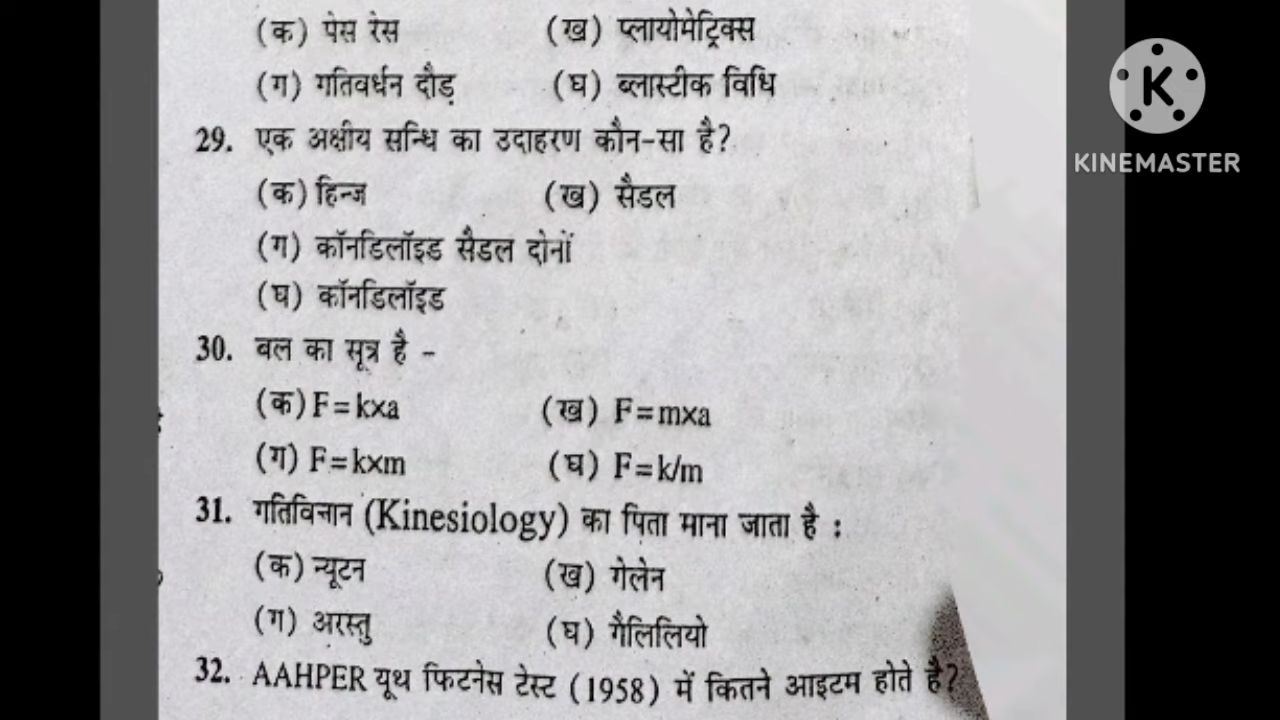 (क) पेस रेस (ख) प्लायोमेट्रिक्स
(ग) गतिवर्धन दौड़ (घ) ब्लास्टीक विधि
29. एक अक्षीय सन्धि का उदाहरण कौन-सा है?
(क) हिन्ज (ख) सैडल
(ग) कॉनडिलॉइड सैडल दोनों
(घ) कॉनडिलॉइड
30. बल का सूत्र है -
(क) F=k×a (ख) F=m×a
(ग) F=k×m (घ) F=k/m
31. गतिविज्ञान (Kinesiology) का पिता माना जाता है :
(क) न्यूटन (ख) गेलेन
(ग) अरस्तु (घ) गैलिलियो
32. AAHPER यूथ फिटनेस टेस्ट (1958) में कितने आइटम होते है?
K
KINEMASTER